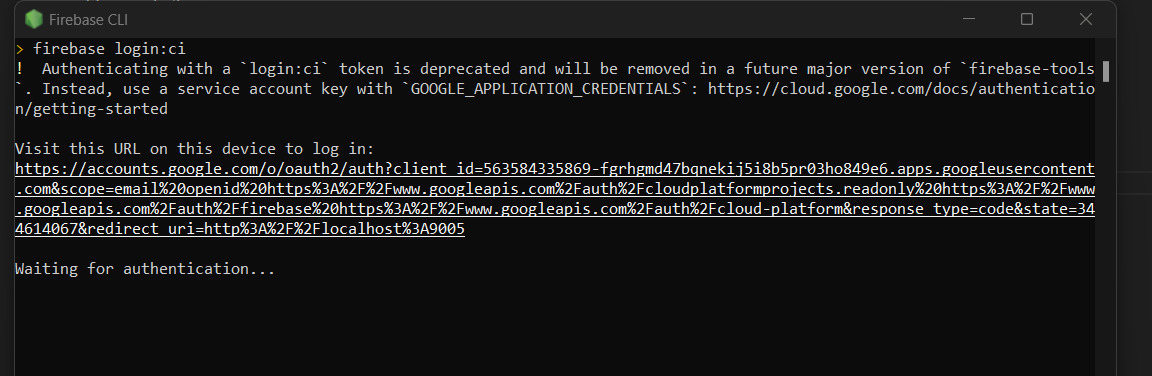 Firebase CLI
> firebase login:ci
!  Authenticating with a `login:ci` token is deprecated and will be removed in a future major version of `firebase-tools
`. Instead, use a service account key with `GOOGLE_APPLICATION_CREDENTIALS`: https://cloud.google.com/docs/authenticatio
n/getting-started
Visit this URL on this device to log in:
https://accounts.google.com/o/oauth2/auth?client_id=563584335869-fgrhgmd47bqnekij5i8b5pr03ho849e6.apps.googleusercontent
.com&scope=email%20openid%20https%3A%2F%2Fwww.googleapis.com%2Fauth%2Fcloudplatformprojects.readonly%20https%3A%2F%2Fwww
.googleapis.com%2Fauth%2Ffirebase%20https%3A%2F%2Fwww.googleapis.com%2Fauth%2Fcloud-platform&response_type=code&state=34
4614067&redirect_uri=http%3A%2F%2Flocalhost%3A9005
Waiting for authentication...